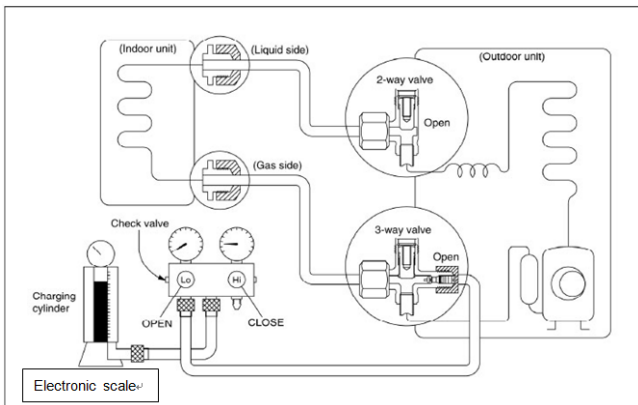 (Indoor unit)
(Liquid side)
2-way valve
(Outdoor unit)
Open
(Gas side)
3-way valve
Open
Check valve
Lo
Hi
Charging
cylinder
OPEN
CLOSE
Electronic scale